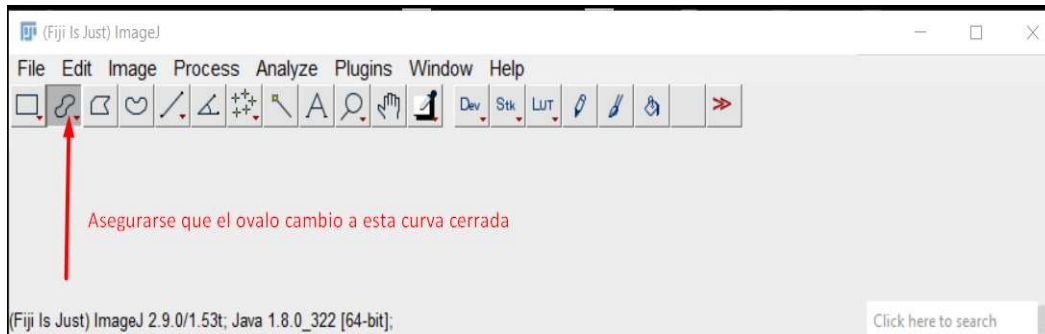 (Fiji Is Just) ImageJ
File Edit Image Process Analyze Plugins Window Help
A Dev Stk LUT >>
Asegurarse que el ovalo cambio a esta curva cerrada
(Fiji Is Just) ImageJ 2.9.0/1.53t; Java 1.8.0_322 [64-bit];
Click here to search